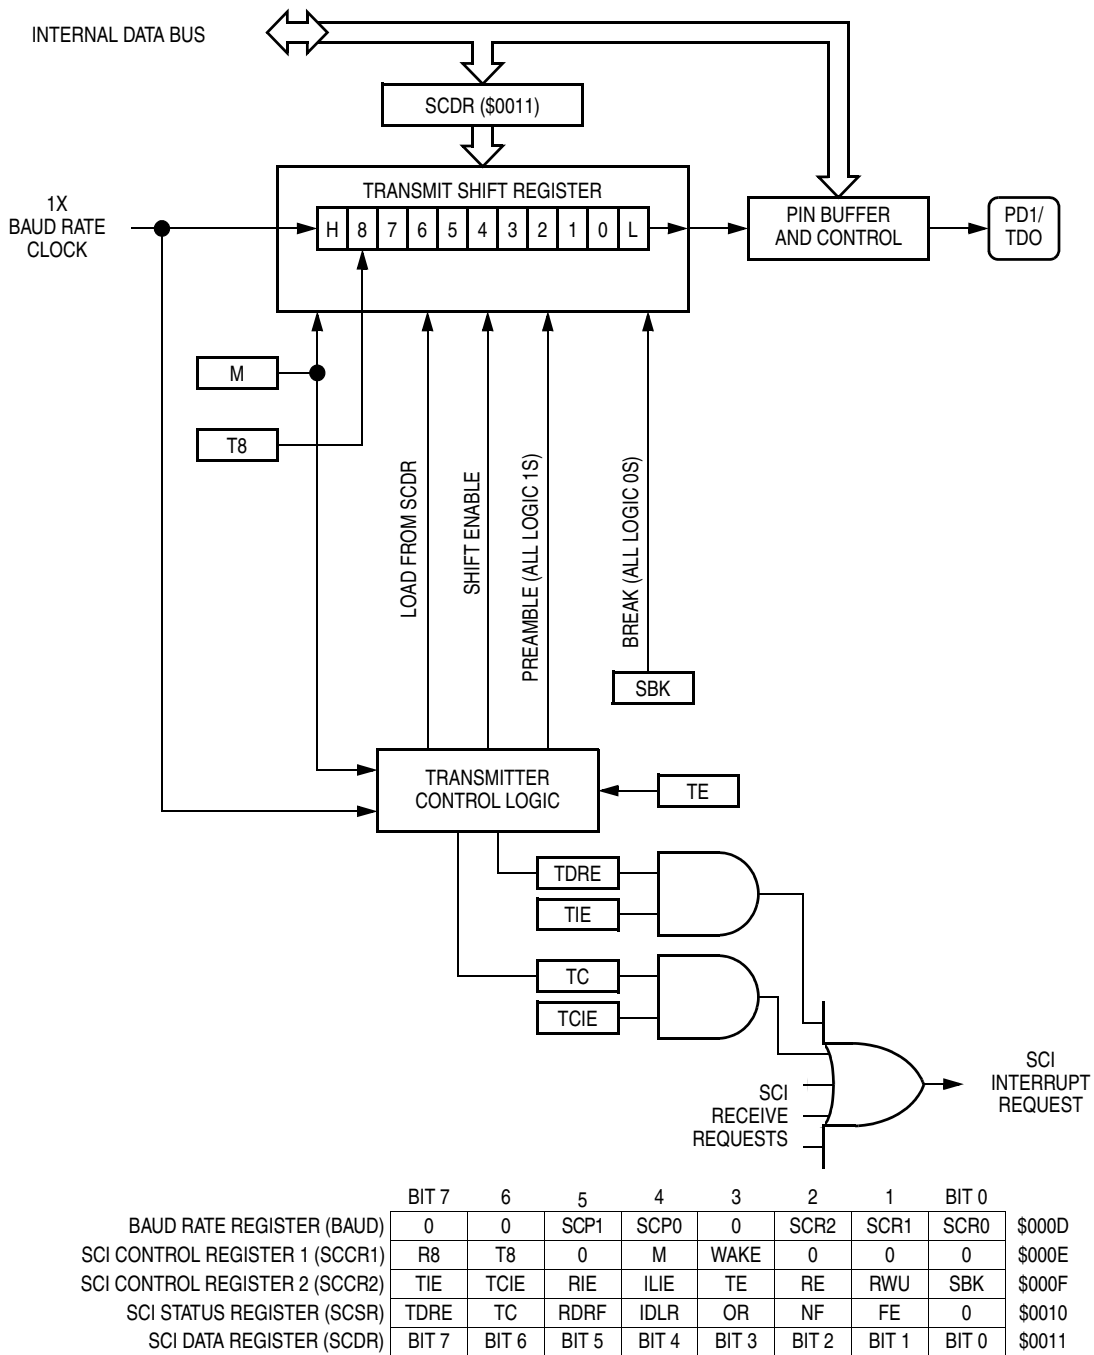 INTERNAL DATA BUS
SCDR ($0011)
TRANSMIT SHIFT REGISTER
H 8 7 6 5 4 3 2 1 0 L
1X
BAUD RATE
CLOCK
PIN BUFFER
AND CONTROL
PD1/
TDO
M
T8
LOAD FROM SCDR
SHIFT ENABLE
PREAMBLE (ALL LOGIC 1S)
BREAK (ALL LOGIC 0S)
SBK
TRANSMITTER
CONTROL LOGIC
TE
TDRE
TIE
TC
TCIE
SCI
RECEIVE
REQUESTS
SCI
INTERRUPT
REQUEST
BIT 7 6 5 4 3 2 1 BIT 0
BAUD RATE REGISTER (BAUD) 0 0 SCP1 SCP0 0 SCR2 SCR1 SCR0 $000D
SCI CONTROL REGISTER 1 (SCCR1) R8 T8 0 M WAKE 0 0 0 $000E
SCI CONTROL REGISTER 2 (SCCR2) TIE TCIE RIE ILIE TE RE RWU SBK $000F
SCI STATUS REGISTER (SCSR) TDRE TC RDRF IDLR OR NF FE 0 $0010
SCI DATA REGISTER (SCDR) BIT 7 BIT 6 BIT 5 BIT 4 BIT 3 BIT 2 BIT 1 BIT 0 $0011